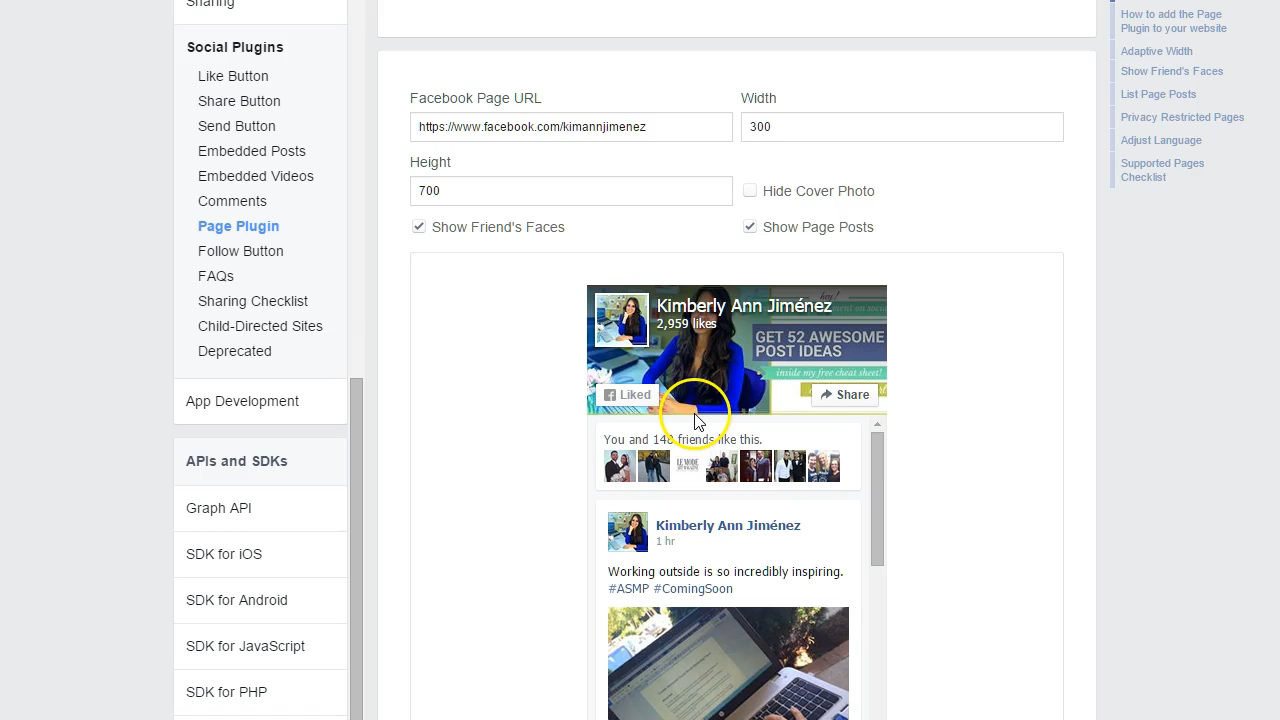 Sharing
Social Plugins
Like Button
Share Button
Send Button
Embedded Posts
Embedded Videos
Comments
Page Plugin
Follow Button
FAQs
Sharing Checklist
Child-Directed Sites
Deprecated
App Development
APIs and SDKs
Graph API
SDK for iOS
SDK for Android
SDK for JavaScript
SDK for PHP
Facebook Page URL
Width
https://www.facebook.com/kimannjimenez
300
Height
700
Hide Cover Photo
Show Friend's Faces
Show Page Posts
Kimberly Ann Jiménez
2,959 likes
hey!
GET 52 AWESOME
POST IDEAS
inside my free cheat sheet!
Liked
Share
You and 148 friends like this.
LE MODE
Kimberly Ann Jiménez
1 hr
Working outside is so incredibly inspiring.
#ASMP #ComingSoon
How to add the Page
Plugin to your website
Adaptive Width
Show Friend's Faces
List Page Posts
Privacy Restricted Pages
Adjust Language
Supported Pages
Checklist